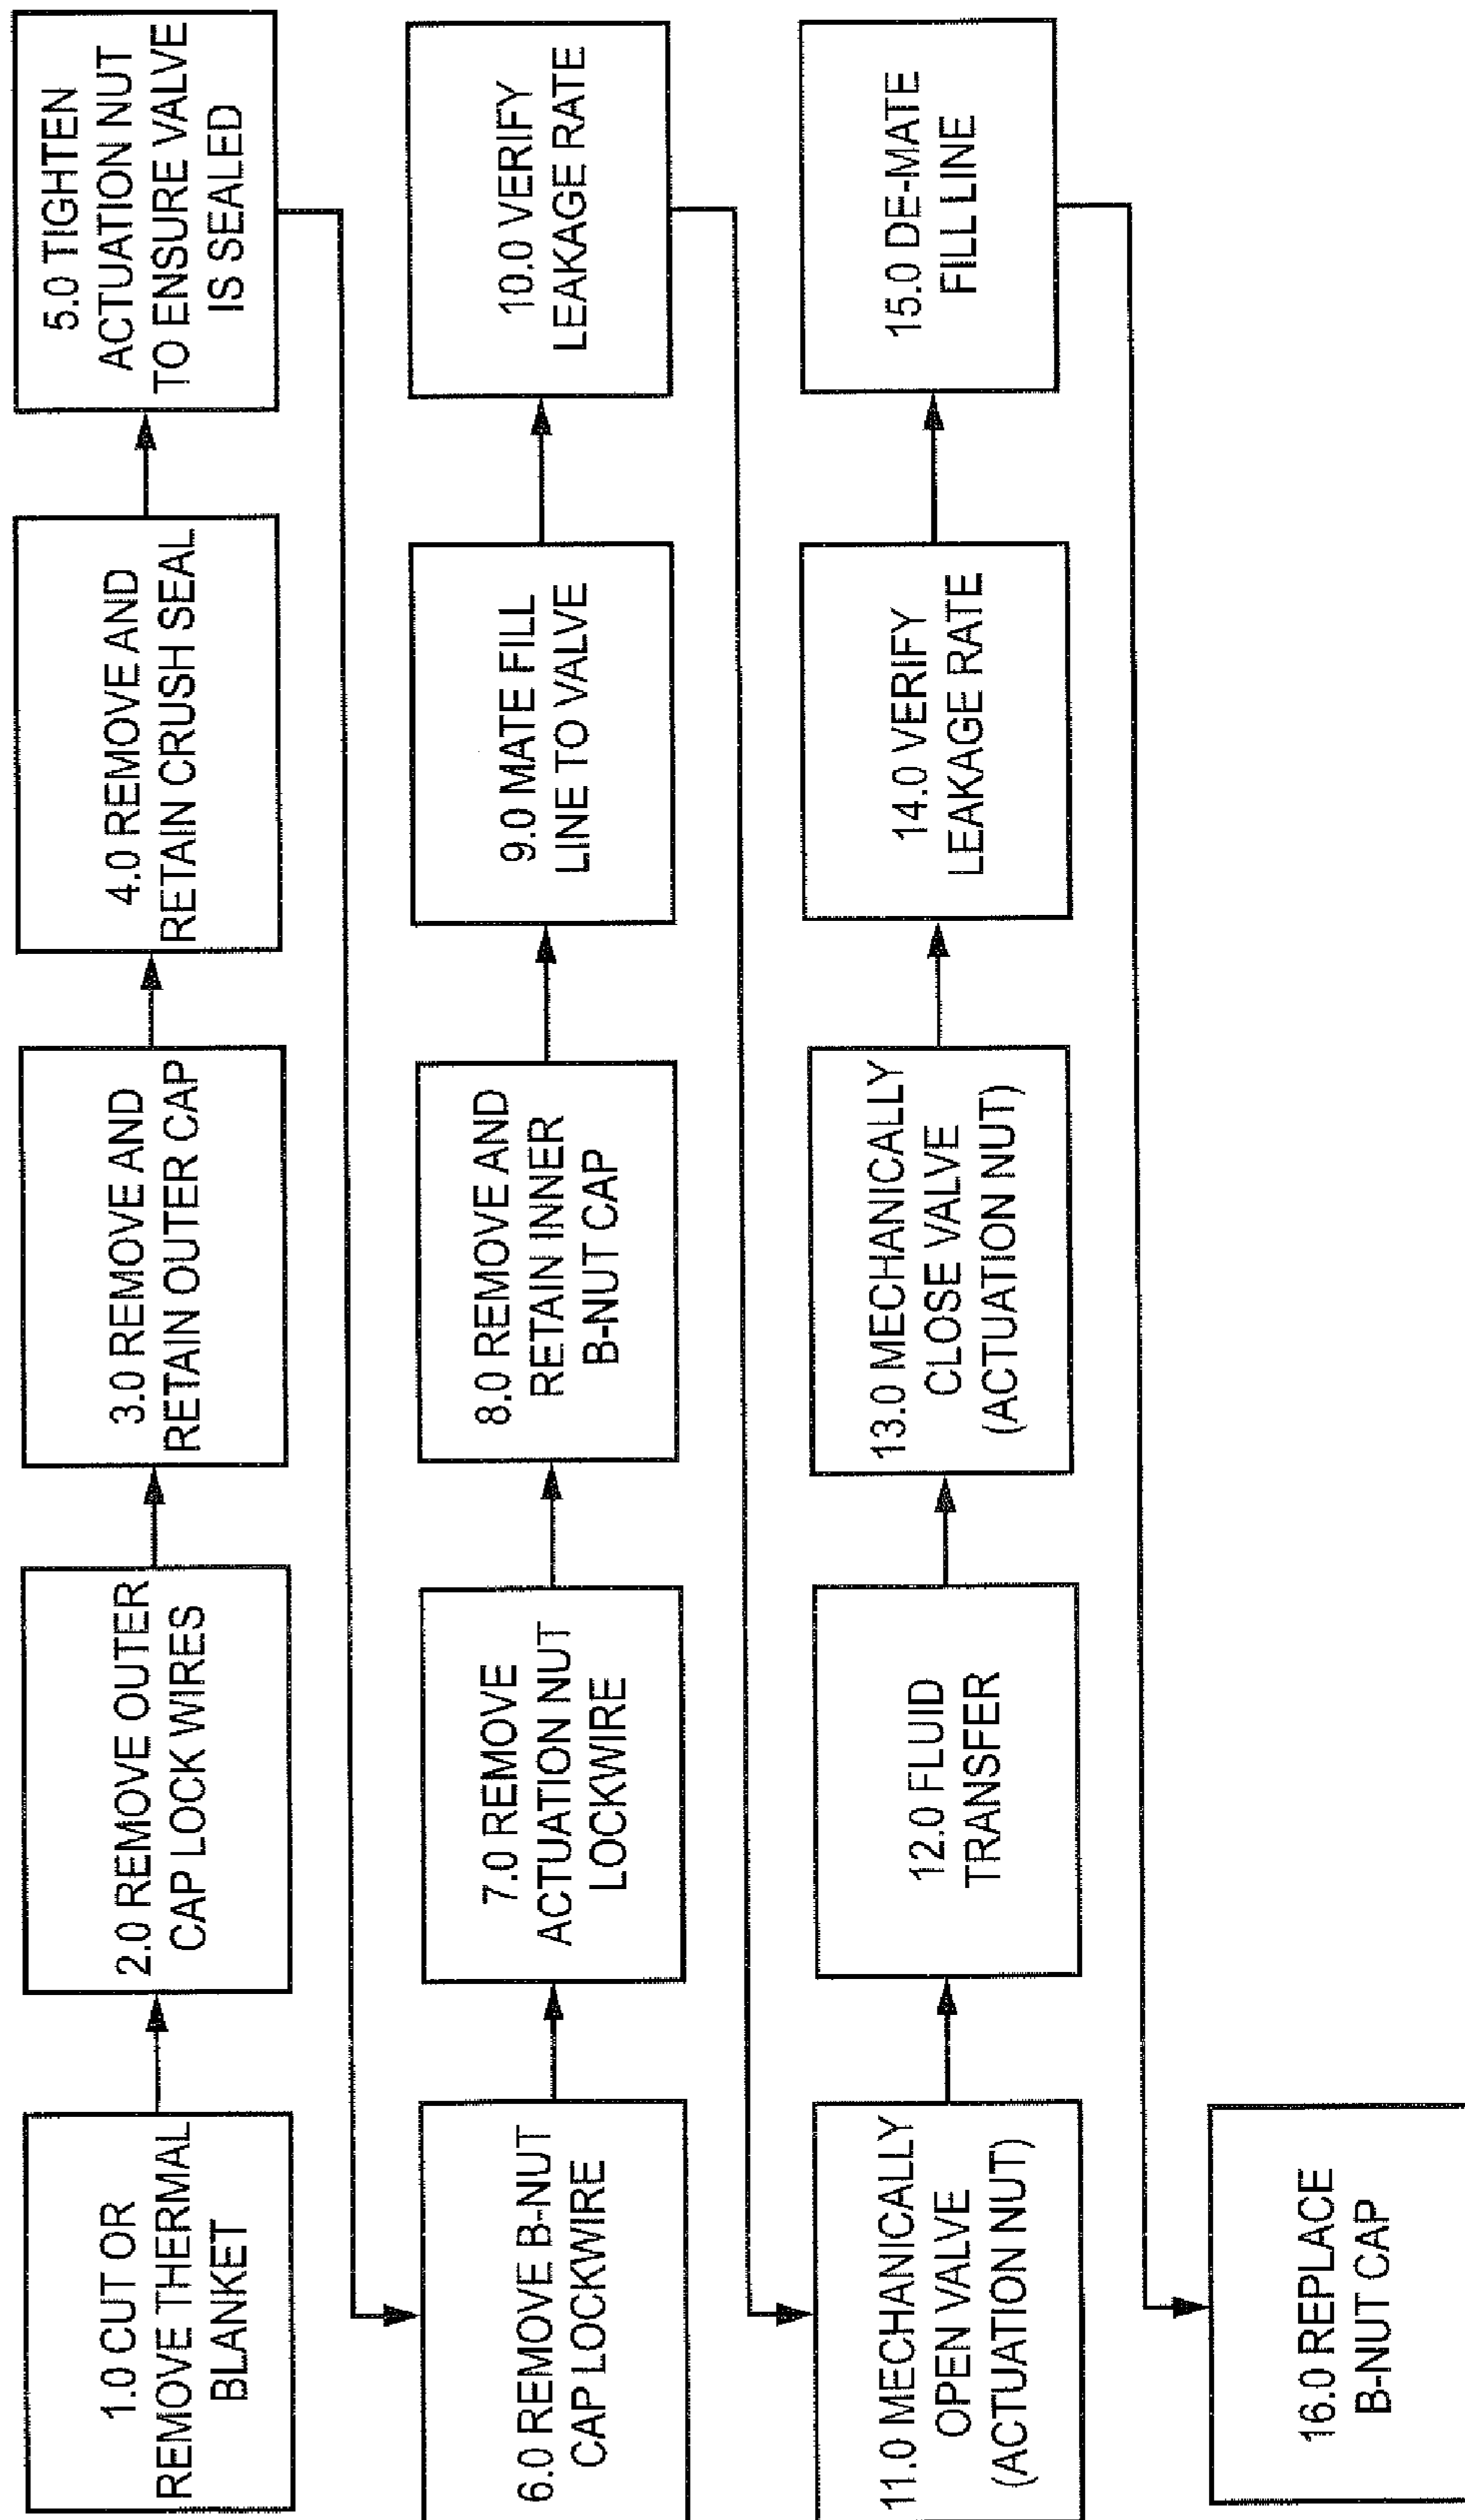 1.0 CUT OR
REMOVE THERMAL
BLANKET
2.0 REMOVE OUTER
CAP LOCK WIRES
3.0 REMOVE AND
RETAIN OUTER CAP
4.0 REMOVE AND
RETAIN CRUSH SEAL
5.0 TIGHTEN
ACTUATION NUT
TO ENSURE VALVE
IS SEALED
6.0 REMOVE B-NUT
CAP LOCKWIRE
7.0 REMOVE
ACTUATION NUT
LOCKWIRE
8.0 REMOVE AND
RETAIN INNER
B-NUT CAP
9.0 MATE FILL
LINE TO VALVE
10.0 VERIFY
LEAKAGE RATE
11.0 MECHANICALLY
OPEN VALVE
(ACTUATION NUT)
12.0 FLUID
TRANSFER
13.0 MECHANICALLY
CLOSE VALVE
(ACTUATION NUT)
14.0 VERIFY
LEAKAGE RATE
15.0 DE-MATE
FILL LINE
16.0 REPLACE
B-NUT CAP